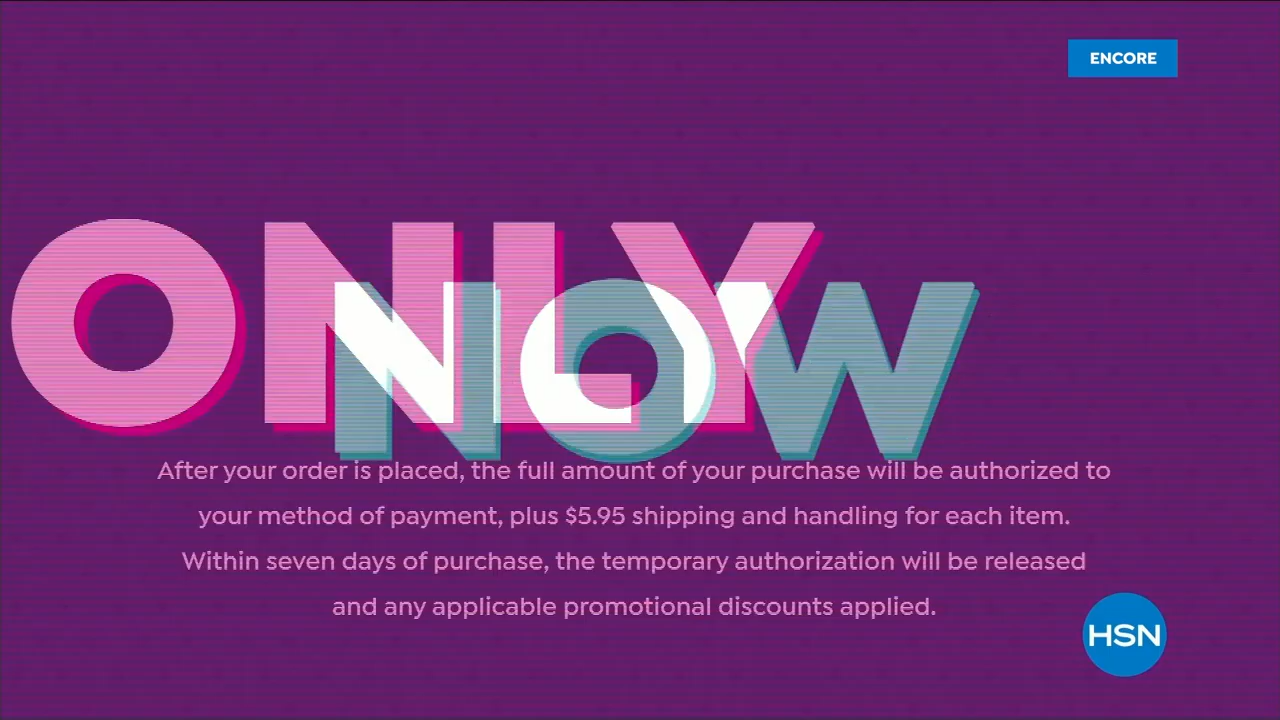 ENCORE
ONLY
NOW
After your order is placed, the full amount of your purchase will be authorized to
your method of payment, plus $5.95 shipping and handling for each item.
Within seven days of purchase, the temporary authorization will be released
and any applicable promotional discounts applied.
HSN